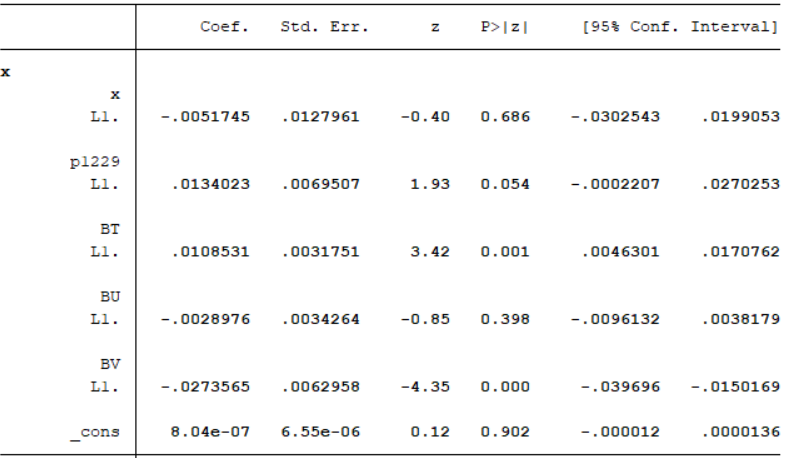 Coef. Std. Err. z P>|z| [95% Conf. Interval]
x
x
L1. -.0051745 .0127961 -0.40 0.686 -.0302543 .0199053
p1229
L1. .0134023 .0069507 1.93 0.054 -.0002207 .0270253
BT
L1. .0108531 .0031751 3.42 0.001 .0046301 .0170762
BU
L1. -.0028976 .0034264 -0.85 0.398 -.0096132 .0038179
BV
L1. -.0273565 .0062958 -4.35 0.000 -.039696 -.0150169
_cons 8.04e-07 6.55e-06 0.12 0.902 -.000012 .0000136